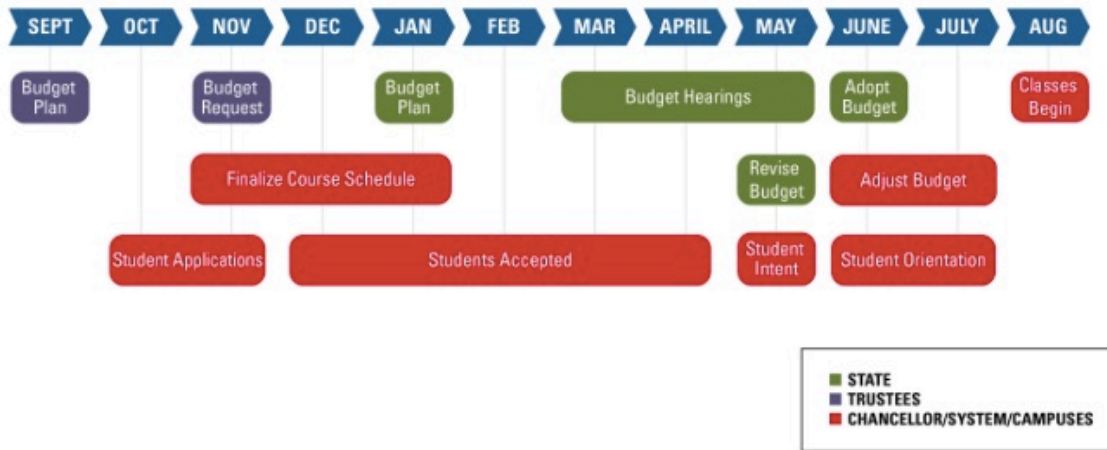 SEPT OCT NOV DEC JAN FEB MAR APRIL MAY JUNE JULY AUG
Budget
Plan
Budget
Request
Budget
Plan
Budget Hearings
Adopt
Budget
Classes
Begin
Finalize Course Schedule
Revise
Budget
Adjust Budget
Student Applications
Students Accepted
Student
Intent
Student Orientation
STATE
TRUSTEES
CHANCELLOR/SYSTEM/CAMPUSES